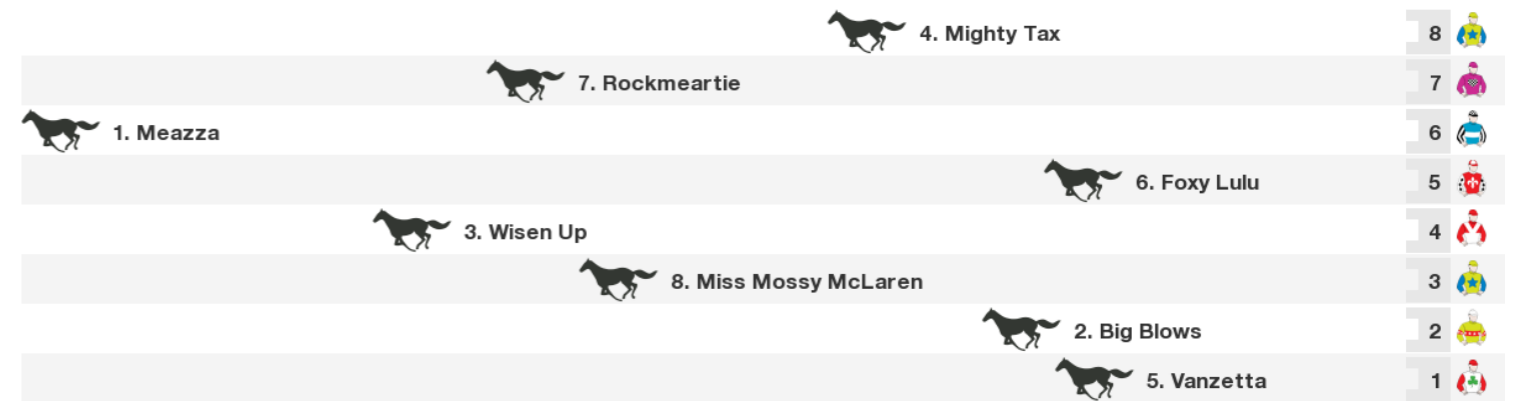 4. Mighty Tax 8
7. Rockmeartie 7
1. Meazza 6
6. Foxy Lulu 5
3. Wisen Up 4
8. Miss Mossy McLaren 3
2. Big Blows 2
5. Vanzetta 1